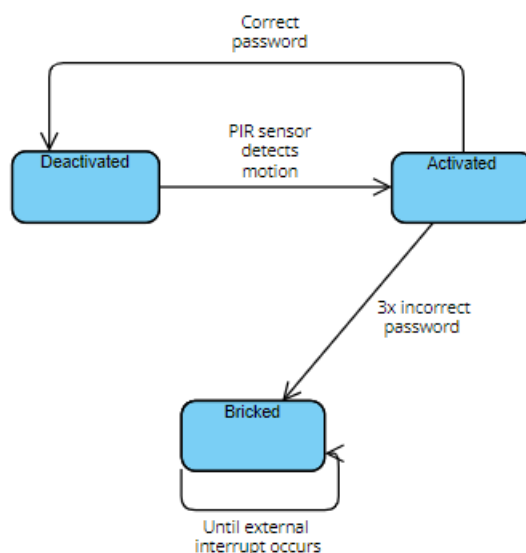 Correct
password
PIR sensor
detects
motion
Deactivated
Activated
3x incorrect
password
Bricked
Until external
interrupt occurs